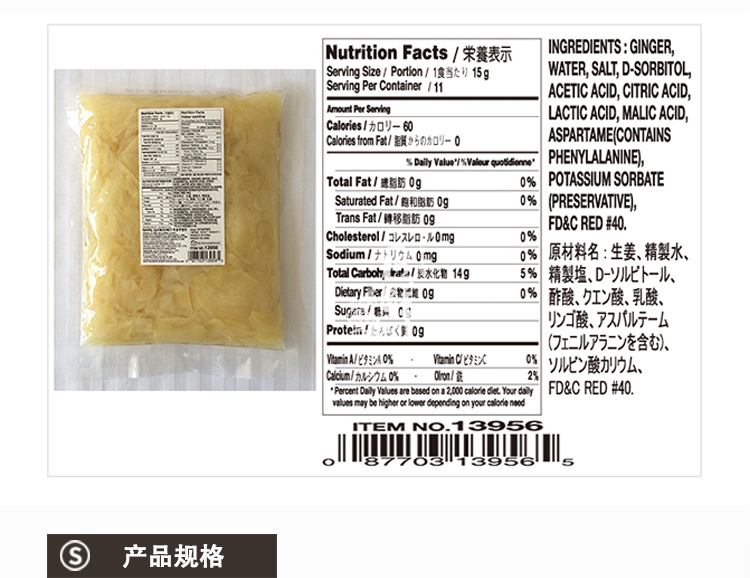 Nutrition Facts / 栄養表示
Serving Size / Portion / 1食当たり 15 g
Serving Per Container / 11
Amount Per Serving
Calories / カロリー 60
Calories from Fat / 脂質からのカロリー 0
% Daily Value*/ %Valeur quotidienne*
Total Fat / 總脂肪 0g 0%
Saturated Fat / 飽和脂肪 0g 0%
Trans Fat / 轉移脂肪 0g
Cholesterol / コレスレロ-ル 0mg 0%
Sodium / ナトリウム 0 mg 0%
Total Carbohydrate / 炭水化物 14 g 5%
Dietary Fiber / 食物繊維 0g 0%
Sugars / 糖質 0g
Protein / たんぱく質 0g
Vitamin A / ビタミンA 0% · Vitamin C/ ビタミンC 0%
Calcium / カルシウム 0% · 0Iron / 鉄 2%
*Percent Daily Values are based on a 2,000 calorie diet. Your daily
values may be higher or lower depending on your calorie need
ITEM NO.13956
0 87703 13956 5
INGREDIENTS : GINGER,
WATER, SALT, D-SORBITOL,
ACETIC ACID, CITRIC ACID,
LACTIC ACID, MALIC ACID,
ASPARTAME(CONTAINS
PHENYLALANINE),
POTASSIUM SORBATE
(PRESERVATIVE),
FD&C RED #40.
原材料名 : 生姜、精製水、
精製塩、D-ソルビトール、
酢酸、クエン酸、乳酸、
リンゴ酸、アスパルテーム
(フェニルアラニンを含む)、
ソルビン酸カリウム、
FD&C RED #40.
S 产品规格